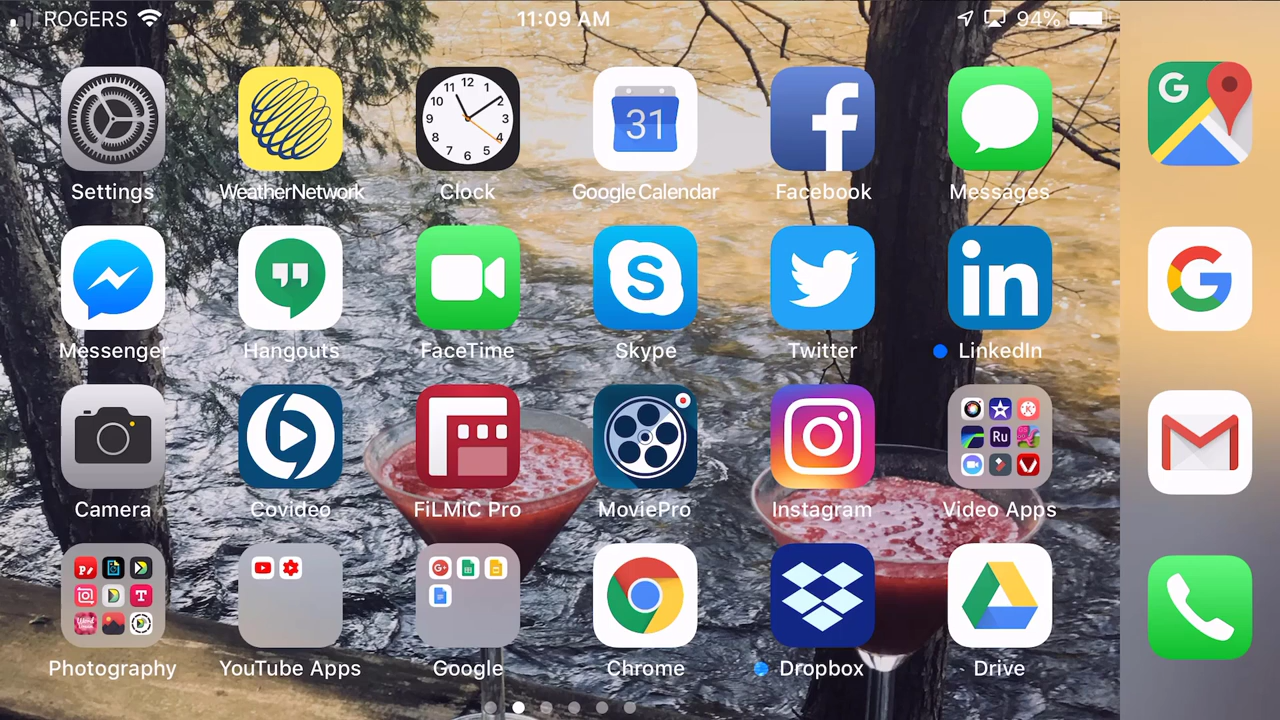 ROGERS 11:09 AM 94%
Settings WeatherNetwork Clock Google Calendar Facebook Messages
31
Messenger Hangouts FaceTime Skype Twitter LinkedIn
Camera Covideo FiLMiC Pro MoviePro Instagram Video Apps
Ru
Photography YouTube Apps Google Chrome Dropbox Drive